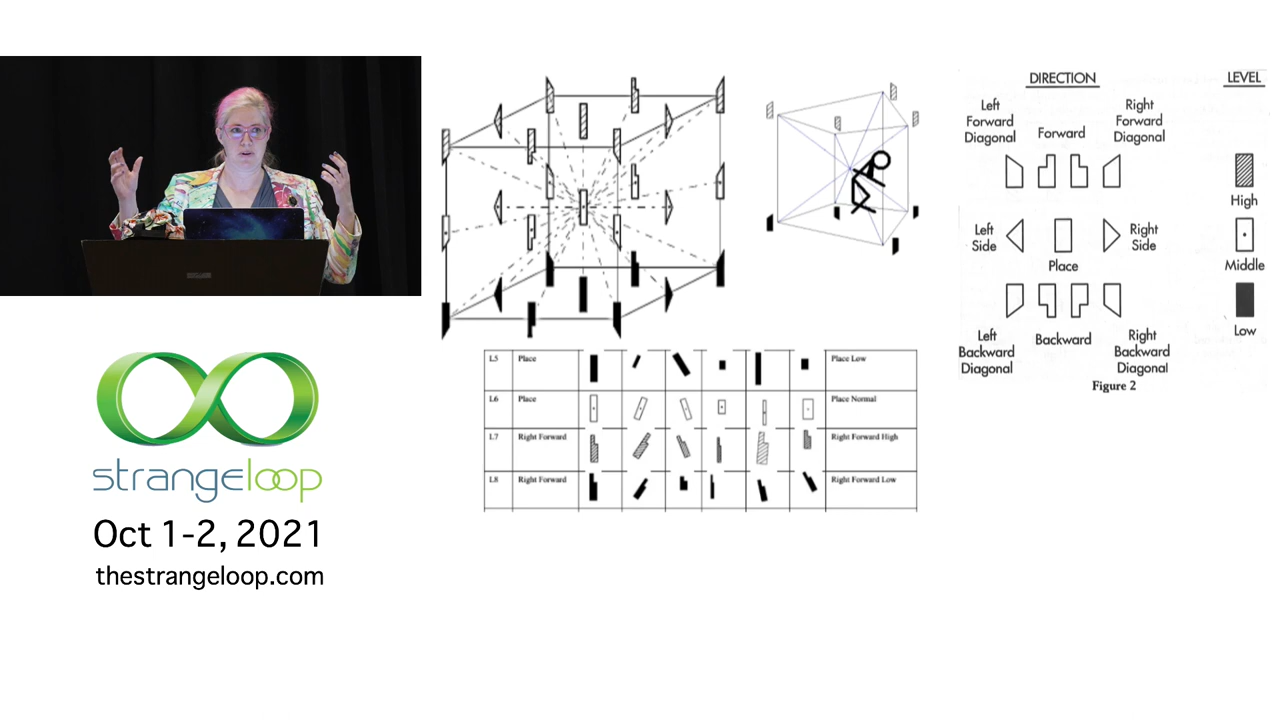 strangeloop
Oct 1-2, 2021
thestrangeloop.com
L5 Place Place Low
L6 Place Place Normal
L7 Right Forward Right Forward High
L8 Right Forward Right Forward Low
DIRECTION
LEVEL
Left
Forward
Diagonal
Forward
Right
Forward
Diagonal
High
Left
Side
Place
Right
Side
Middle
Left
Backward
Diagonal
Backward
Right
Backward
Diagonal
Low
Figure 2